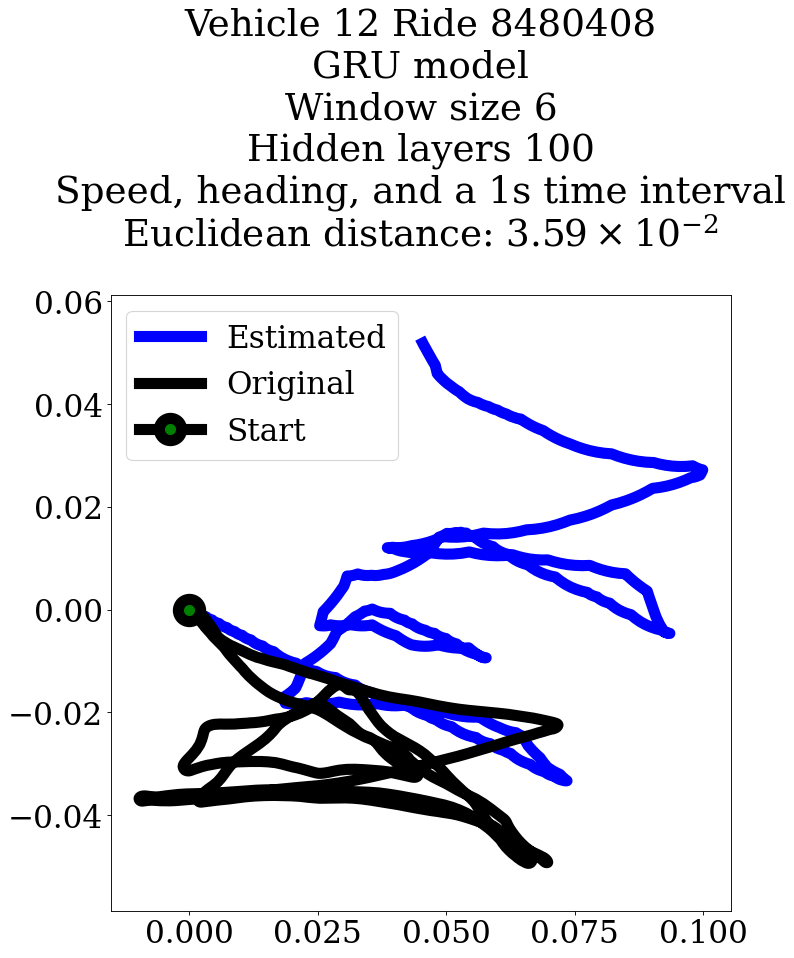 Vehicle 12 Ride 8480408
GRU model
Window size 6
Hidden layers 100
Speed, heading, and a 1s time interval
Euclidean distance: 3.59 × 10⁻²
Estimated
Original
Start
0.06
0.04
0.02
0.00
−0.02
−0.04
0.000 0.025 0.050 0.075 0.100